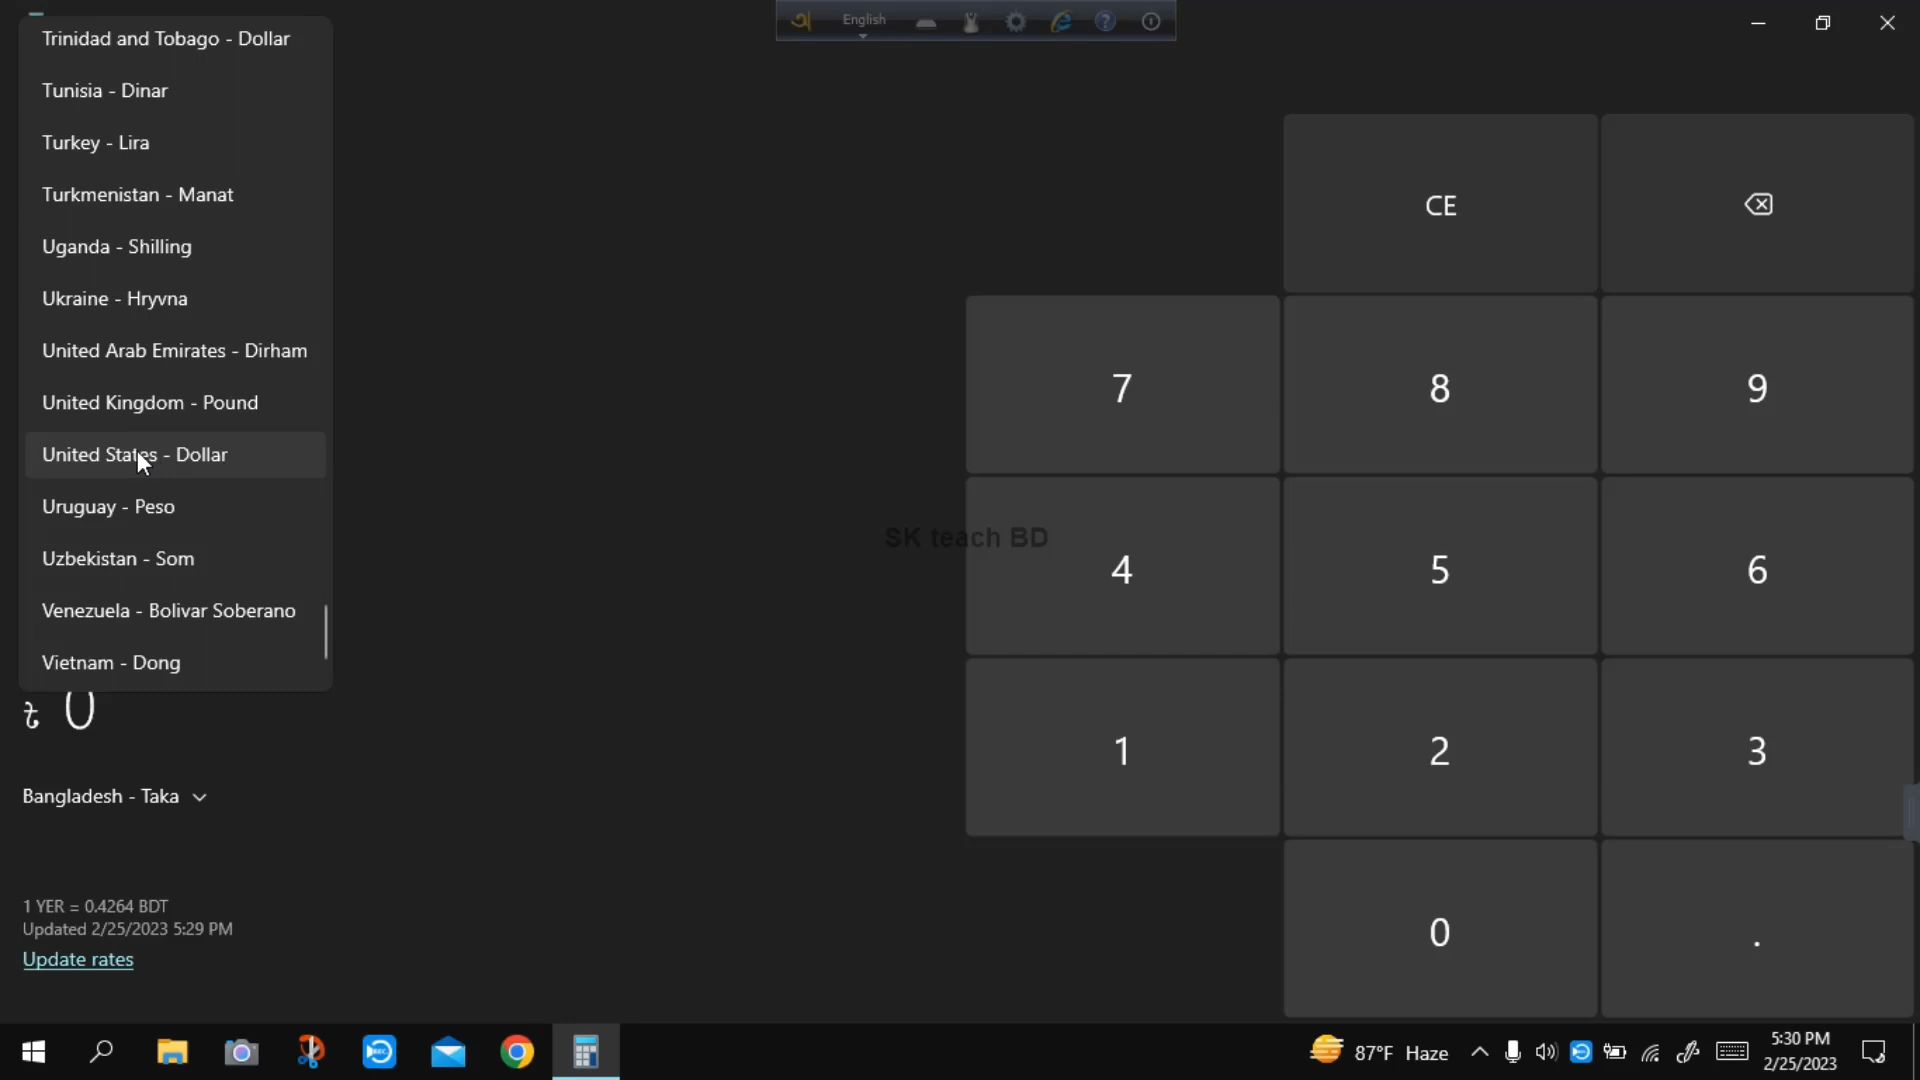 Trinidad and Tobago - Dollar
Tunisia - Dinar
Turkey - Lira
Turkmenistan - Manat
Uganda - Shilling
Ukraine - Hryvna
United Arab Emirates - Dirham
United Kingdom - Pound
United States - Dollar
Uruguay - Peso
Uzbekistan - Som
Venezuela - Bolivar Soberano
Vietnam - Dong
৳ 0
Bangladesh - Taka
1 YER = 0.4264 BDT
Updated 2/25/2023 5:29 PM
Update rates
অ English
CE
7 8 9
SK teach BD
4 5 6
1 2 3
0 .
REC
87°F Haze
5:30 PM
2/25/2023